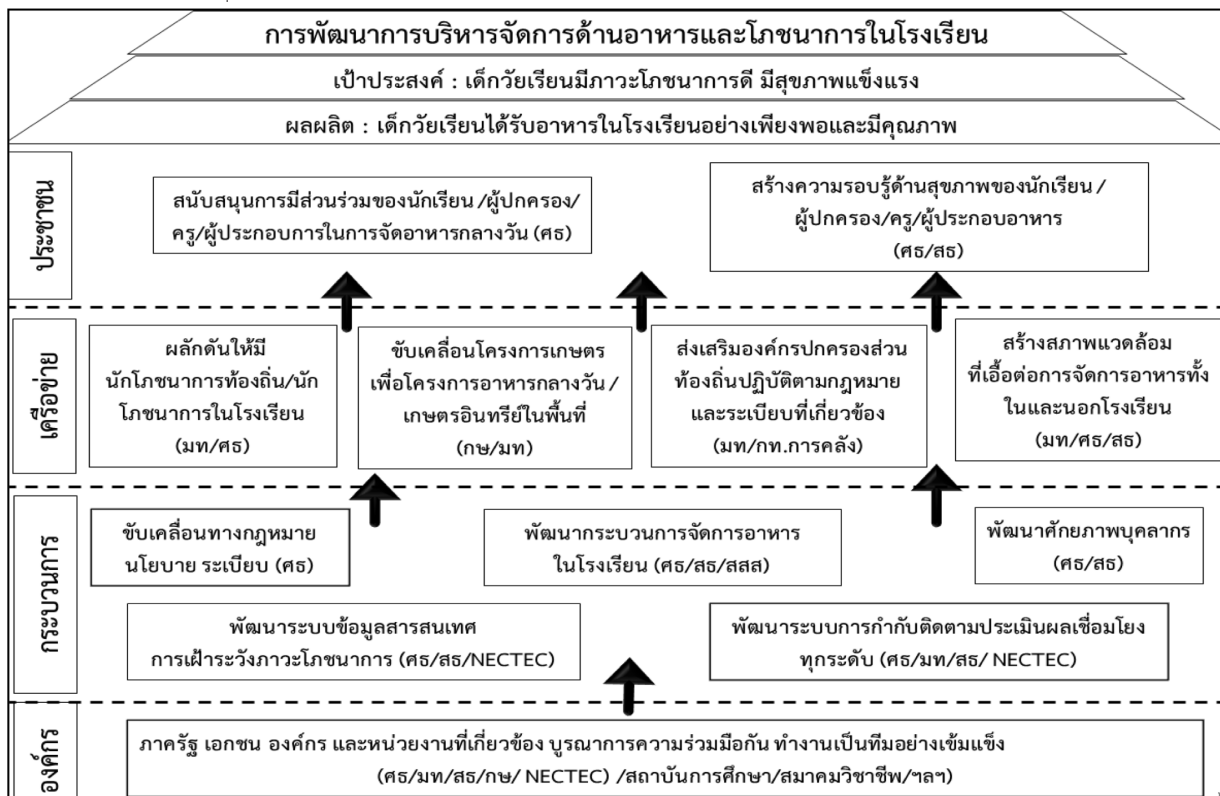 การพัฒนาการบริหารจัดการด้านอาหารและโภชนาการในโรงเรียน
เป้าประสงค์ : เด็กวัยเรียนมีภาวะโภชนาการดี มีสุขภาพแข็งแรง
ผลผลิต : เด็กวัยเรียนได้รับอาหารในโรงเรียนอย่างเพียงพอและมีคุณภาพ
ประชาชน
สนับสนุนการมีส่วนร่วมของนักเรียน /ผู้ปกครอง/
ครู/ผู้ประกอบการในการจัดอาหารกลางวัน (ศธ)
สร้างความรอบรู้ด้านสุขภาพของนักเรียน /
ผู้ปกครอง/ครู/ผู้ประกอบอาหาร
(ศธ/สธ)
เครือข่าย
ผลักดันให้มี
นักโภชนาการท้องถิ่น/นัก
โภชนาการในโรงเรียน
(มท/ศธ)
ขับเคลื่อนโครงการเกษตร
เพื่อโครงการอาหารกลางวัน /
เกษตรอินทรีย์ในพื้นที่
(กษ/มท)
ส่งเสริมองค์กรปกครองส่วน
ท้องถิ่นปฏิบัติตามกฎหมาย
และระเบียบที่เกี่ยวข้อง
(มท/กท.การคลัง)
สร้างสภาพแวดล้อม
ที่เอื้อต่อการจัดการอาหารทั้ง
ในและนอกโรงเรียน
(มท/ศธ/สธ)
กระบวนการ
ขับเคลื่อนทางกฎหมาย
นโยบาย ระเบียบ (ศธ)
พัฒนากระบวนการจัดการอาหาร
ในโรงเรียน (ศธ/สธ/สสส)
พัฒนาศักยภาพบุคลากร
(ศธ/สธ)
พัฒนาระบบข้อมูลสารสนเทศ
การเฝ้าระวังภาวะโภชนาการ (ศธ/สธ/NECTEC)
พัฒนาระบบการกำกับติดตามประเมินผลเชื่อมโยง
ทุกระดับ (ศธ/มท/สธ/ NECTEC)
องค์กร
ภาครัฐ เอกชน องค์กร และหน่วยงานที่เกี่ยวข้อง บูรณาการความร่วมมือกัน ทำงานเป็นทีมอย่างเข้มแข็ง
(ศธ/มท/สธ/กษ/ NECTEC) /สถาบันการศึกษา/สมาคมวิชาชีพ/ฯลฯ)